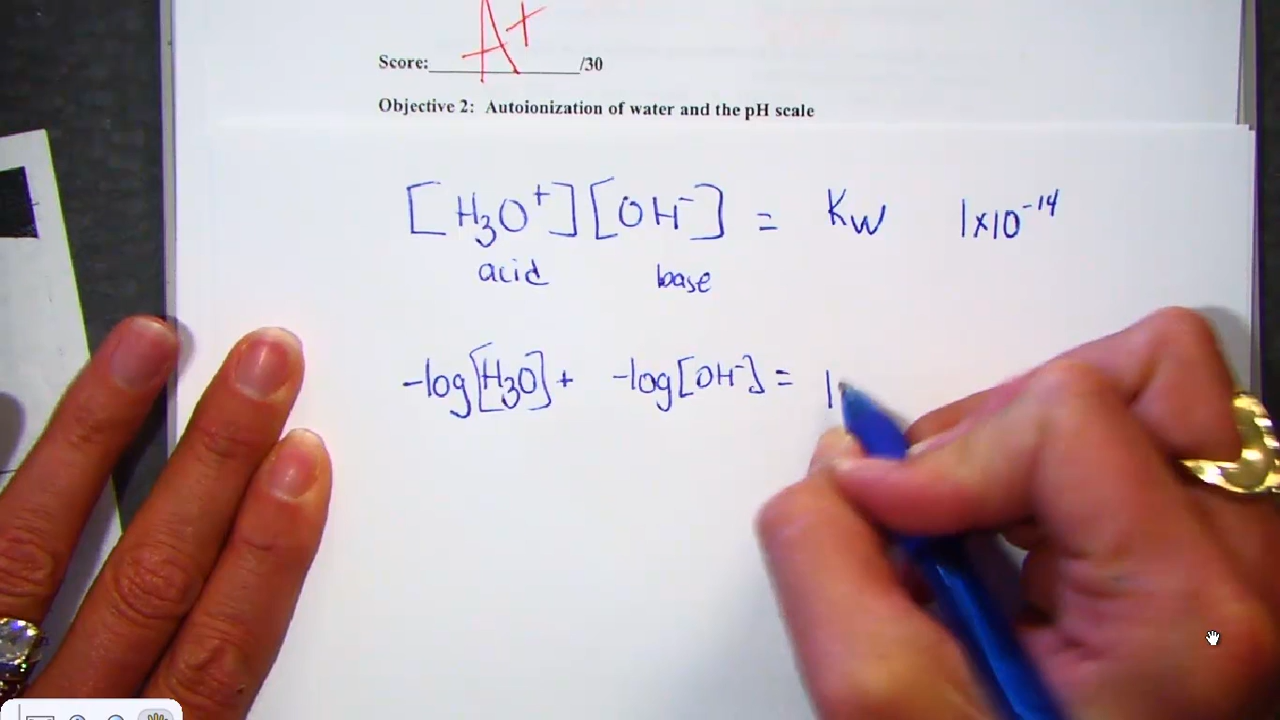 A+
Score:____________/30
Objective 2: Autoionization of water and the pH scale
[H₃O⁺][OH⁻] = Kw 1x10⁻¹⁴
acid base
-log[H₃O] + -log[OH⁻] = 1